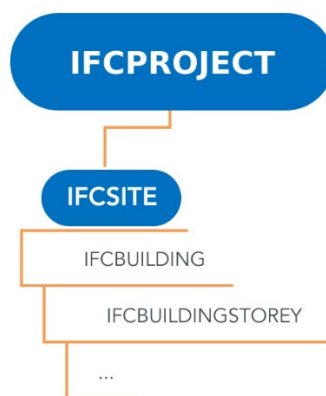 IFCPROJECT
IFCSITE
IFCBUILDING
IFCBUILDINGSTOREY
...